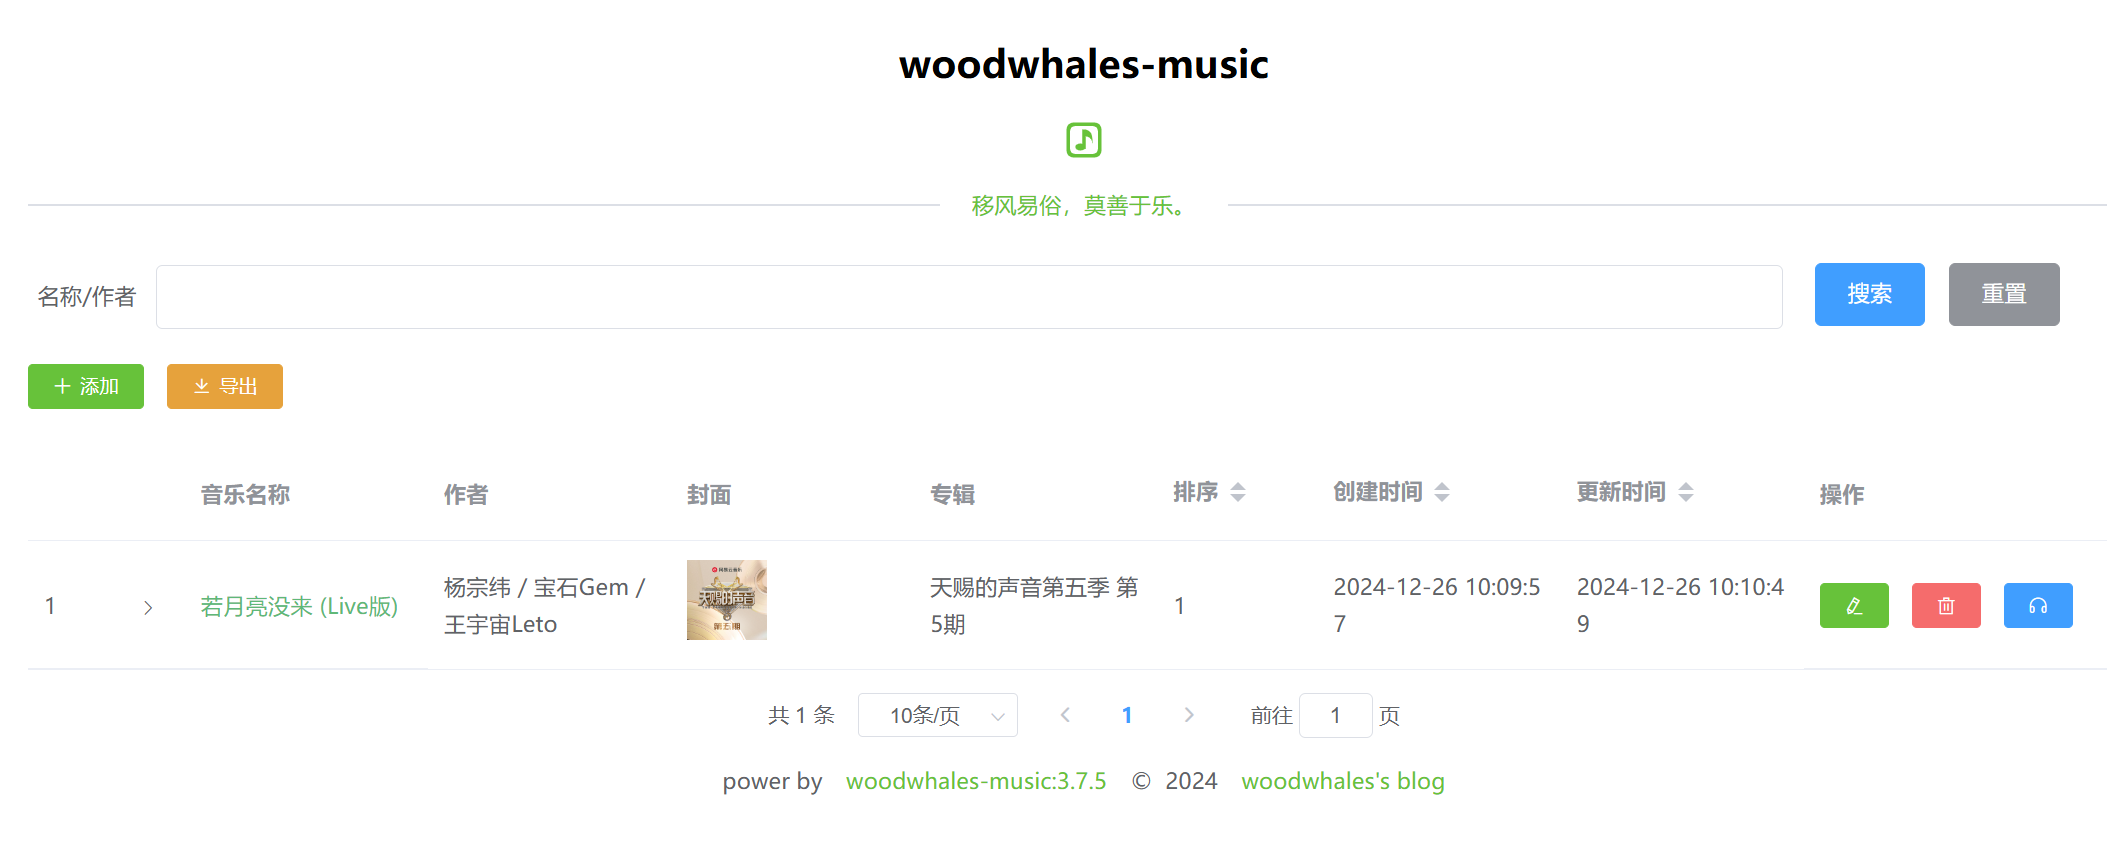 woodwhales-music
移风易俗，莫善于乐。
名称/作者
搜索
重置
添加
导出
音乐名称 作者 封面 专辑 排序 创建时间 更新时间 操作
1 若月亮没来 (Live版) 杨宗纬 / 宝石Gem / 天赐的声音第五季 第 1 2024-12-26 10:09:5 2024-12-26 10:10:4
王宇宙Leto 5期 7 9
天赐的声音
第五期
共 1 条 10条/页 1 前往 1 页
power by woodwhales-music:3.7.5 © 2024 woodwhales's blog